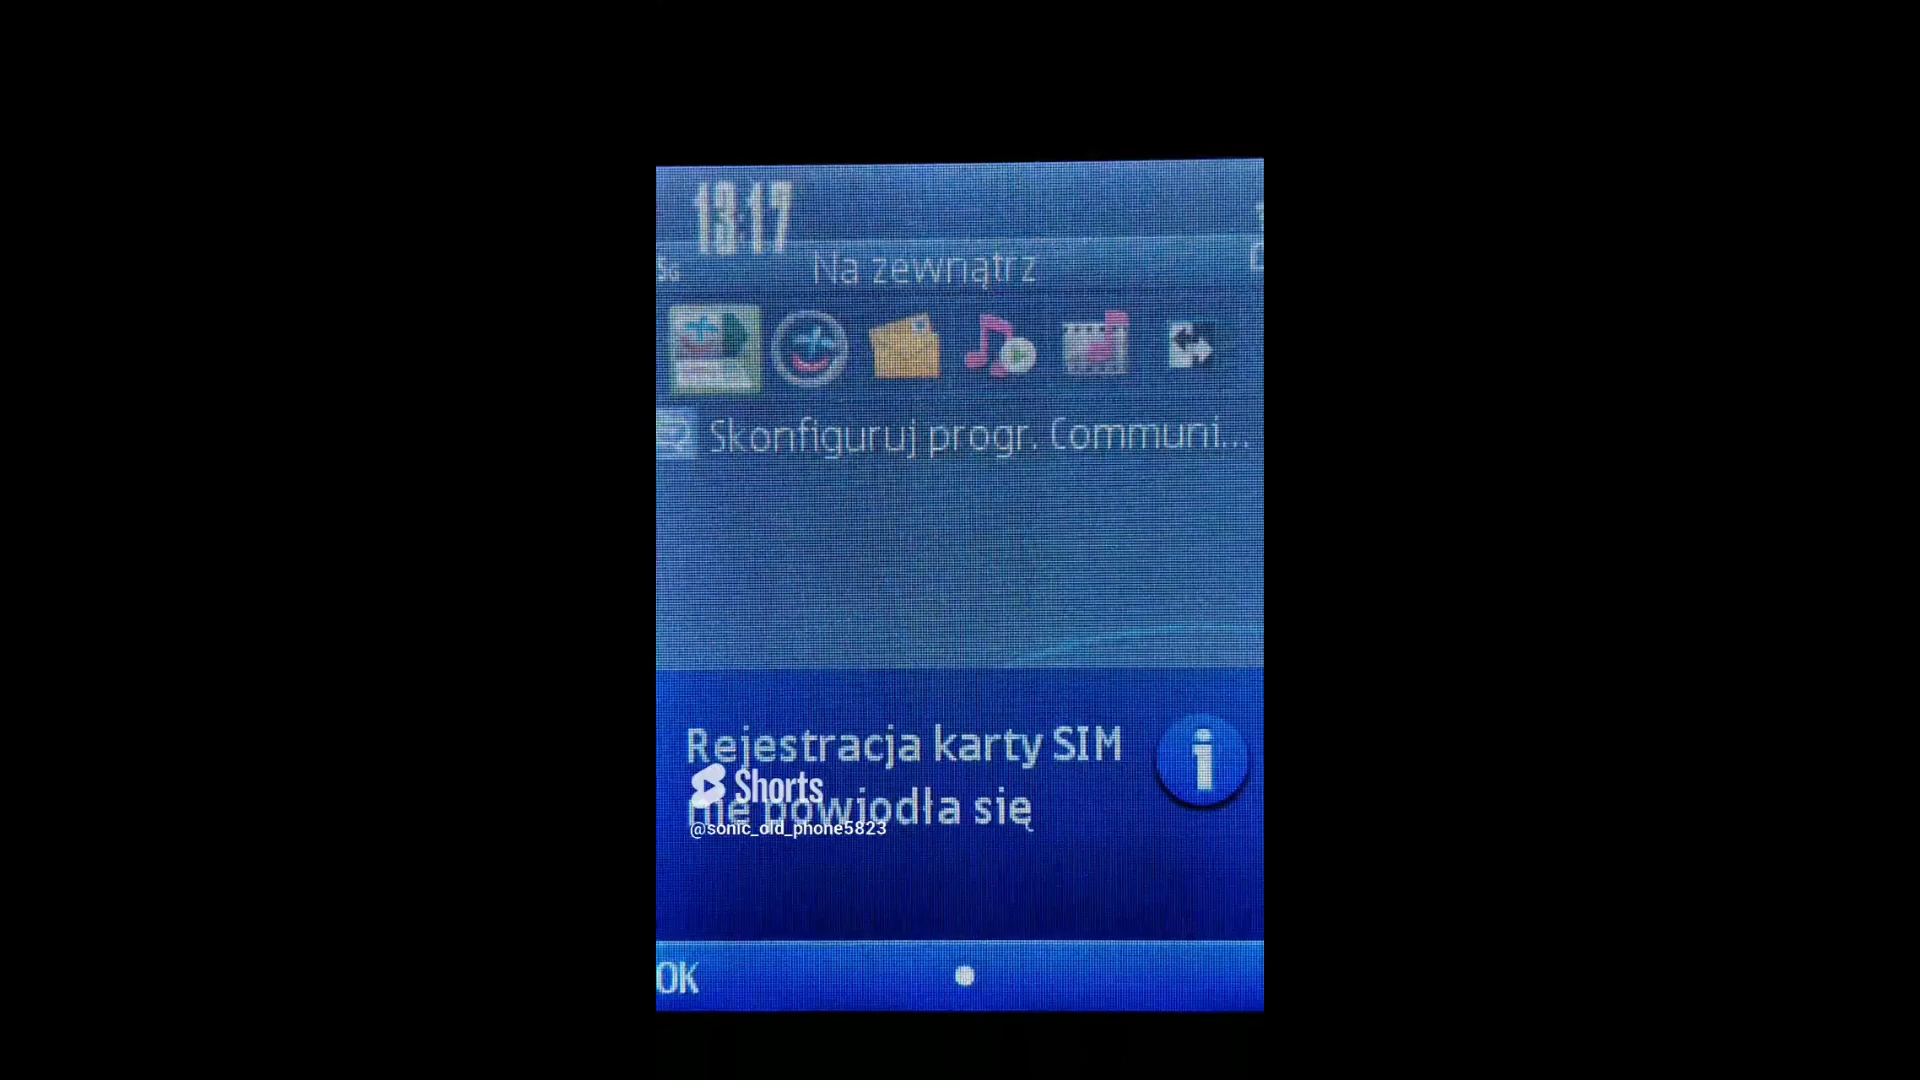 13:17
Na zewnątrz
Skonfiguruj progr. Communi...
Rejestracja karty SIM
nie powiodła się
Shorts
@sonic_old_phone5823
OK